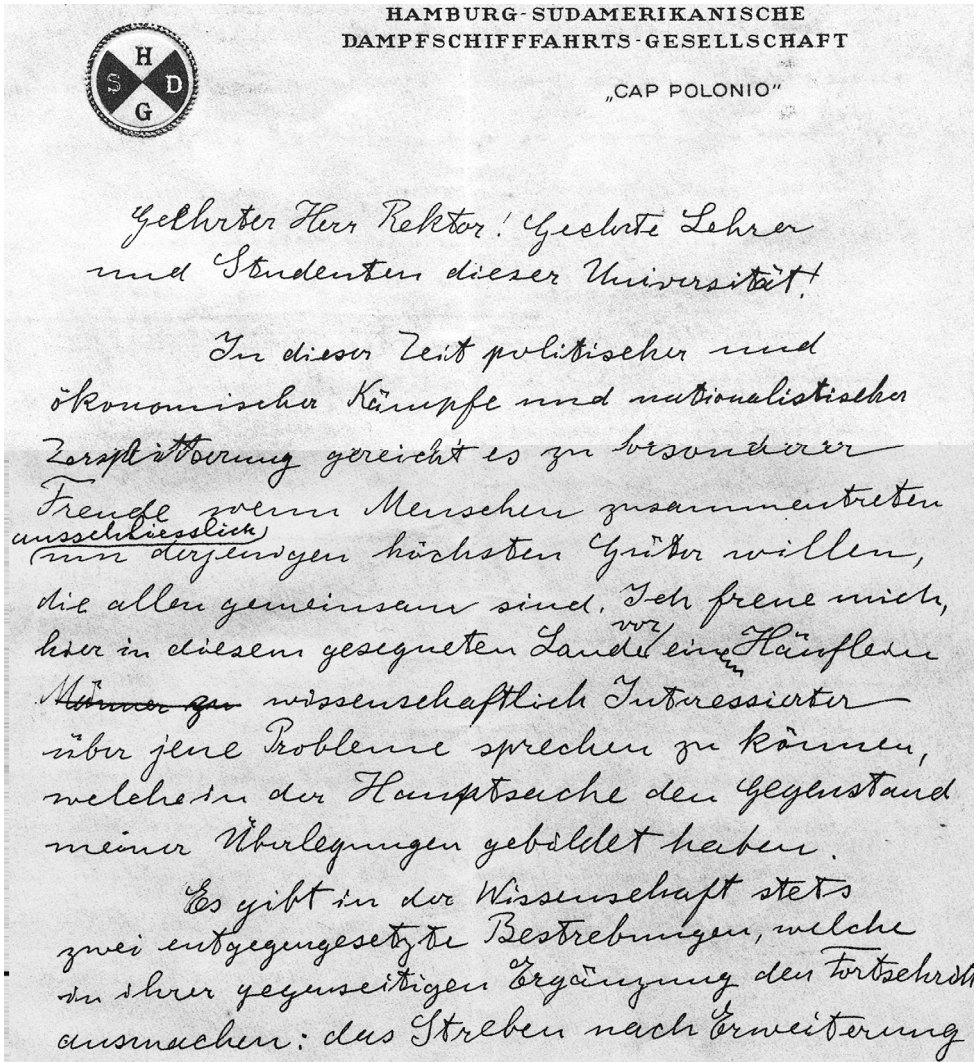 HAMBURG-SÜDAMERIKANISCHE
DAMPFSCHIFFFAHRTS-GESELLSCHAFT
H
S D
G
„CAP POLONIO"
Geehrter Herr Rektor! Geehrte Lehrer
und Studenten dieser Universität!
In dieser Zeit politischer und
ökonomischer Kämpfe und nationalistischer
Zersplitterung gereicht es zu besonderer
Freude wenn Menschen zusammentreten
ausschliesslich
um derjenigen höchsten Güter willen,
die allen gemeinsam sind. Ich freue mich,
vor
hier in diesem gesegneten Lande einem Häuflein
Männer zu wissenschaftlich Interessierter
über jene Probleme sprechen zu können,
welche in der Hauptsache den Gegenstand
meiner Überlegungen gebildet haben.
Es gibt in der Wissenschaft stets
zwei entgegengesetzte Bestrebungen, welche
in ihrer gegenseitigen Ergänzung den Fortschritt
ausmachen: das Streben nach Erweiterung